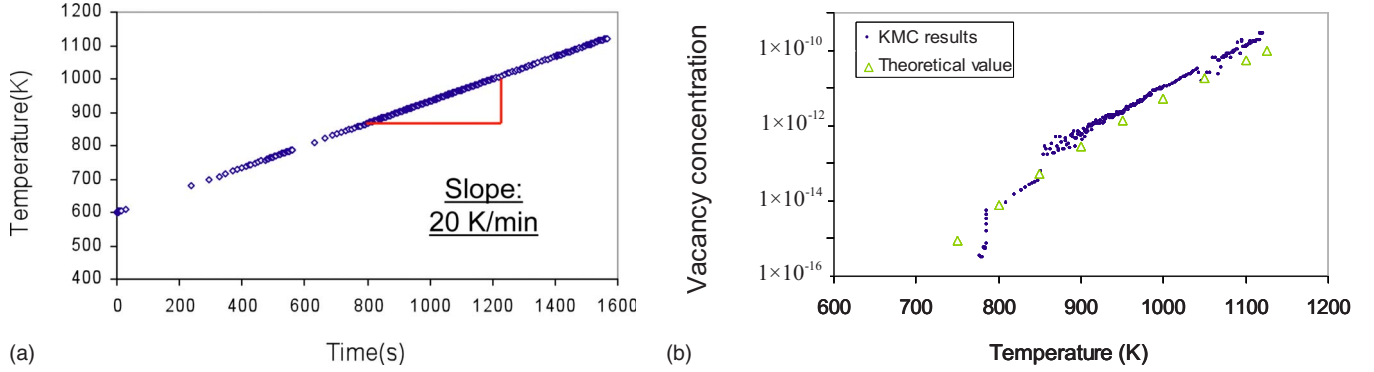 1200
1100
1000
900
800
700
600
500
400
0 200 400 600 800 1000 1200 1400 1600
Temperature(K)
Time(s)
Slope:
20 K/min
(a)
Vacancy concentration
1×10⁻¹⁰
1×10⁻¹²
1×10⁻¹⁴
1×10⁻¹⁶
KMC results
Theoretical value
600 700 800 900 1000 1100 1200
Temperature (K)
(b)